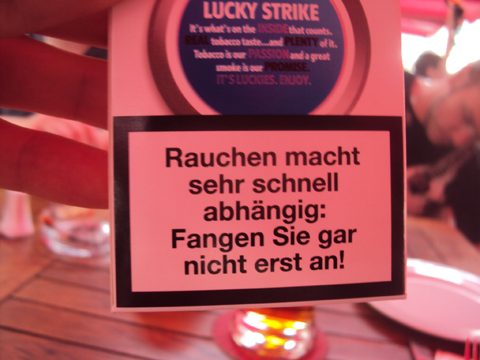 LUCKY STRIKE
It's what's on the INSIDE that counts.
REAL tobacco taste...and PLENTY of it.
Tobacco is our PASSION and a great
smoke is our PROMISE.
IT'S LUCKIES. ENJOY.
Rauchen macht
sehr schnell
abhängig:
Fangen Sie gar
nicht erst an!